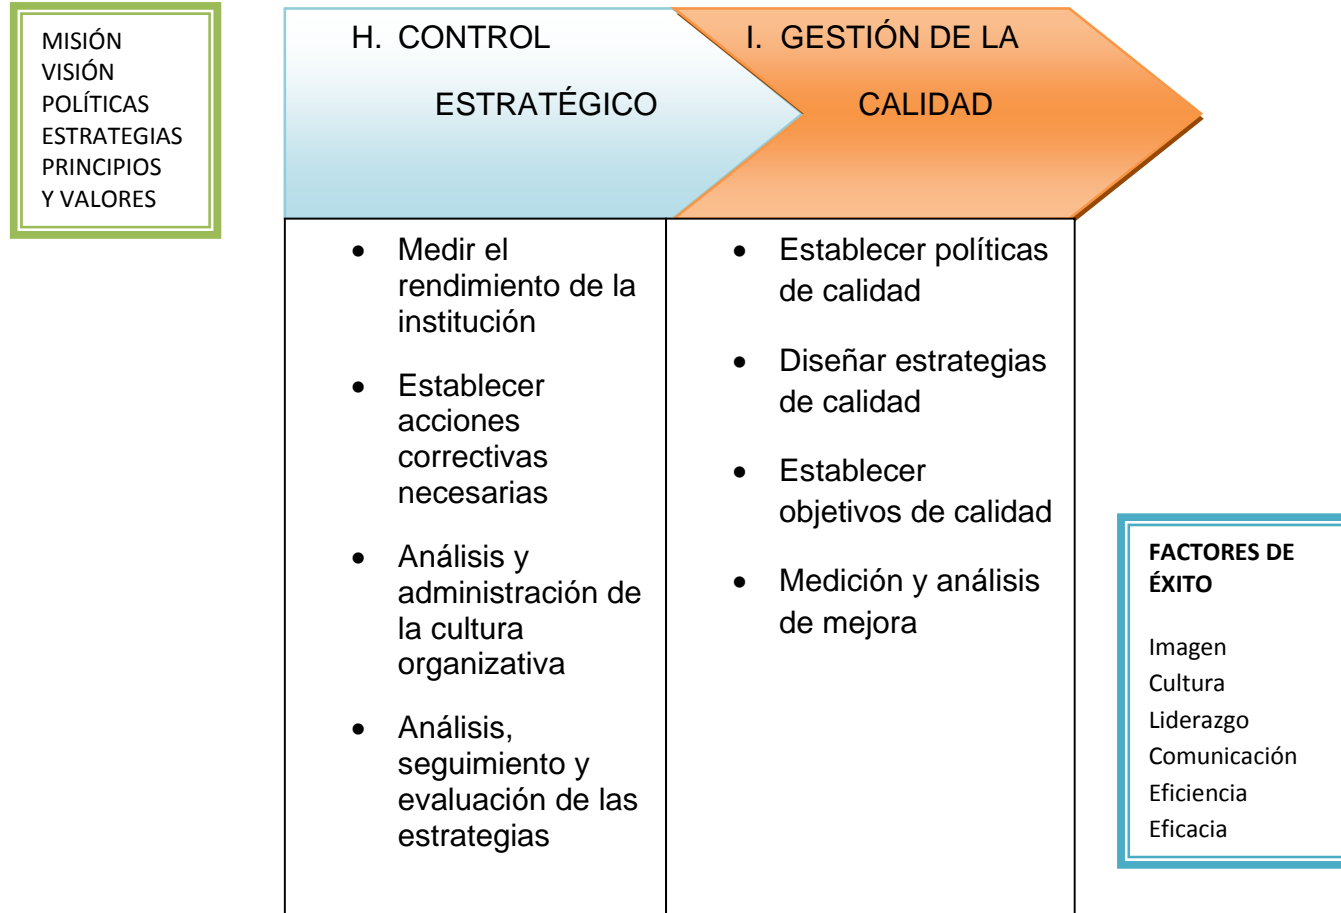 MISIÓN
VISIÓN
POLÍTICAS
ESTRATEGIAS
PRINCIPIOS
Y VALORES
H. CONTROL
ESTRATÉGICO
I. GESTIÓN DE LA
CALIDAD
• Medir el
rendimiento de la
institución
• Establecer
acciones
correctivas
necesarias
• Análisis y
administración de
la cultura
organizativa
• Análisis,
seguimiento y
evaluación de las
estrategias
• Establecer políticas
de calidad
• Diseñar estrategias
de calidad
• Establecer
objetivos de calidad
• Medición y análisis
de mejora
FACTORES DE
ÉXITO
Imagen
Cultura
Liderazgo
Comunicación
Eficiencia
Eficacia